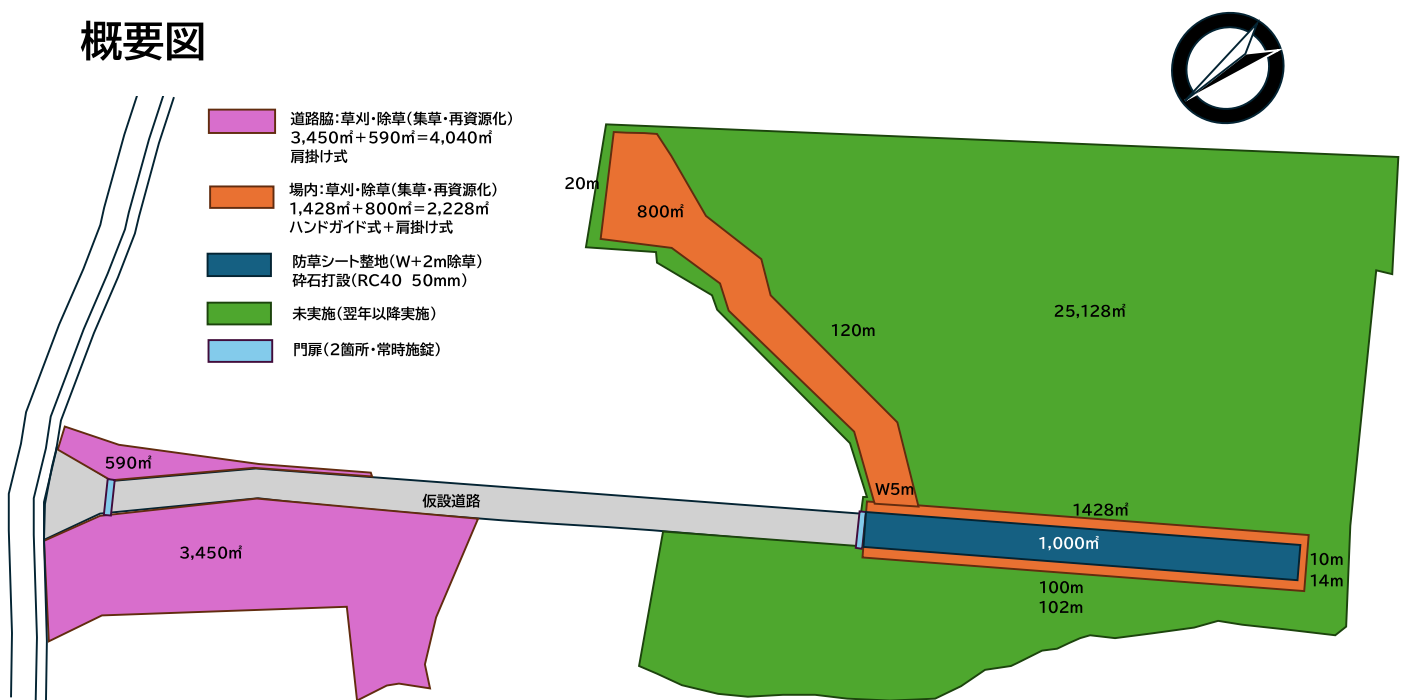 概要図
道路脇:草刈・除草(集草・再資源化)
3,450㎡+590㎡=4,040㎡
肩掛け式
場内:草刈・除草(集草・再資源化)
1,428㎡+800㎡=2,228㎡
ハンドガイド式+肩掛け式
防草シート整地(W+2m除草)
砕石打設(RC40 50mm)
未実施(翌年以降実施)
門扉(2箇所・常時施錠)
20m
800㎡
25,128㎡
120m
590㎡
仮設道路
W5m
1428㎡
3,450㎡
1,000㎡
10m
14m
100m
102m